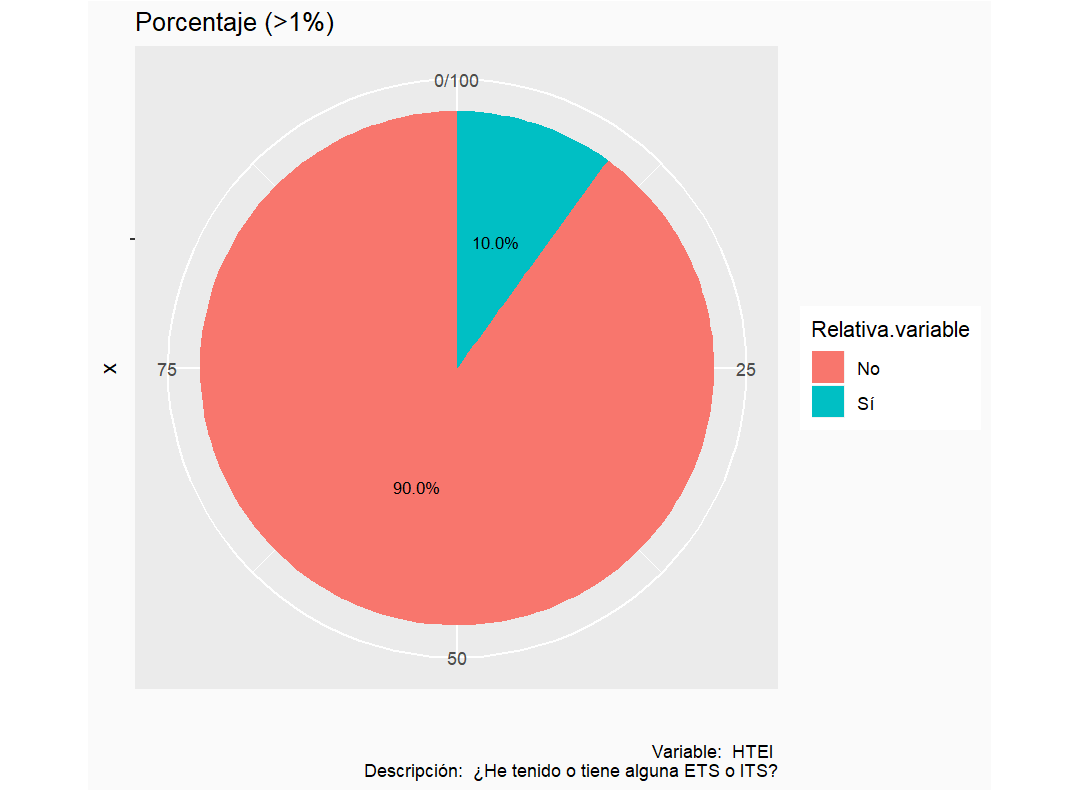 Porcentaje (>1%)
0/100
10.0%
x
75
25
Relativa.variable
No
Sí
90.0%
50
Variable:  HTEI
Descripción:  ¿He tenido o tiene alguna ETS o ITS?